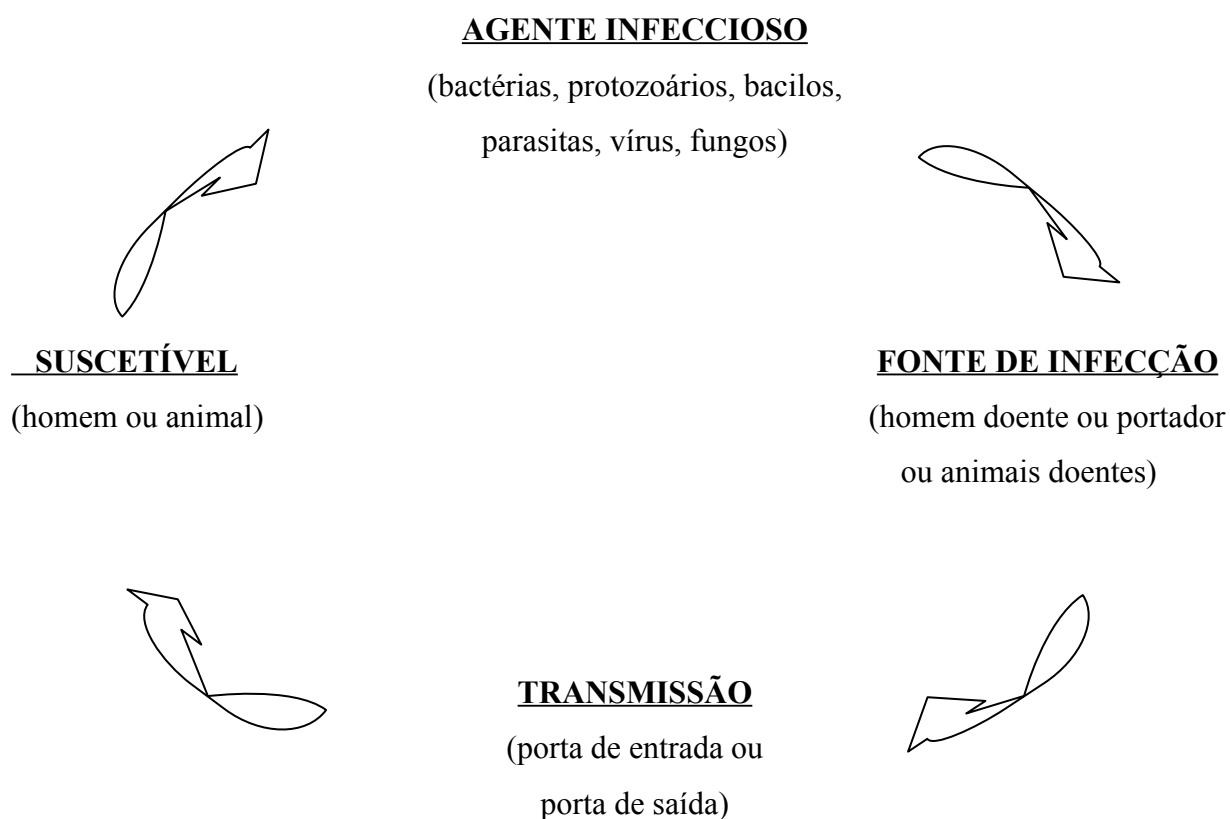 AGENTE INFECCIOSO
(bactérias, protozoários, bacilos,
parasitas, vírus, fungos)
SUSCETÍVEL
(homem ou animal)
FONTE DE INFECÇÃO
(homem doente ou portador
ou animais doentes)
TRANSMISSÃO
(porta de entrada ou
porta de saída)